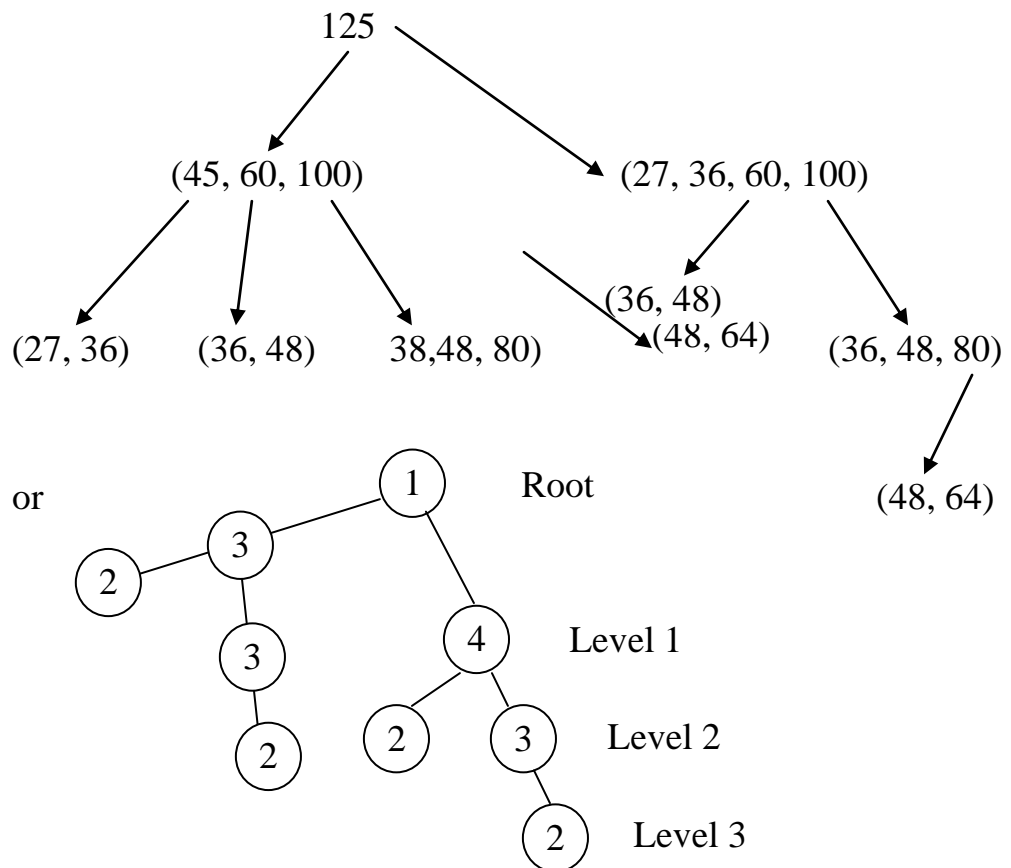 125
(45, 60, 100) (27, 36, 60, 100)
(36, 48)
(48, 64)
(27, 36) (36, 48) 38,48, 80) (36, 48, 80)
or 1 Root (48, 64)
3
2
4 Level 1
3
2 3 Level 2
2
2 Level 3